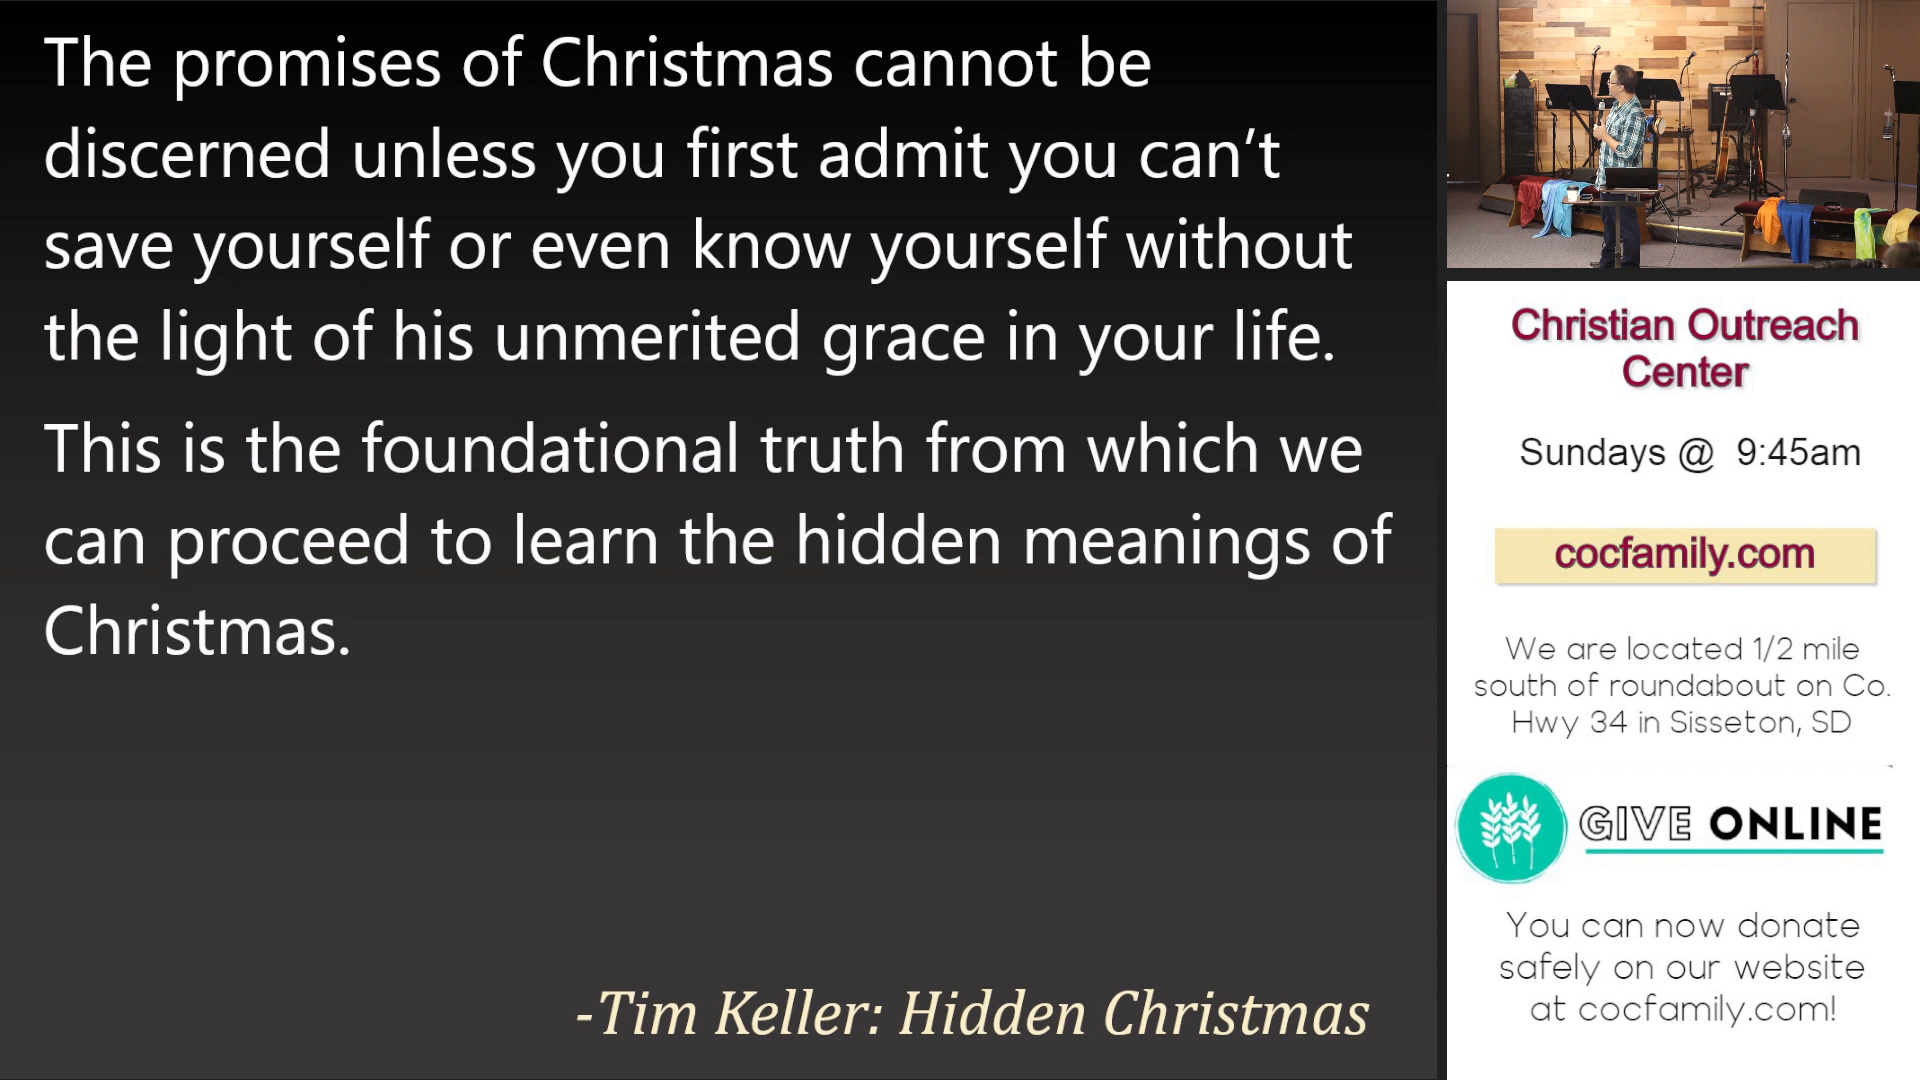 The promises of Christmas cannot be
discerned unless you first admit you can’t
save yourself or even know yourself without
the light of his unmerited grace in your life.
This is the foundational truth from which we
can proceed to learn the hidden meanings of
Christmas.
-Tim Keller: Hidden Christmas
Christian Outreach
Center
Sundays @ 9:45am
cocfamily.com
We are located 1/2 mile
south of roundabout on Co.
Hwy 34 in Sisseton, SD
GIVE ONLINE
You can now donate
safely on our website
at cocfamily.com!